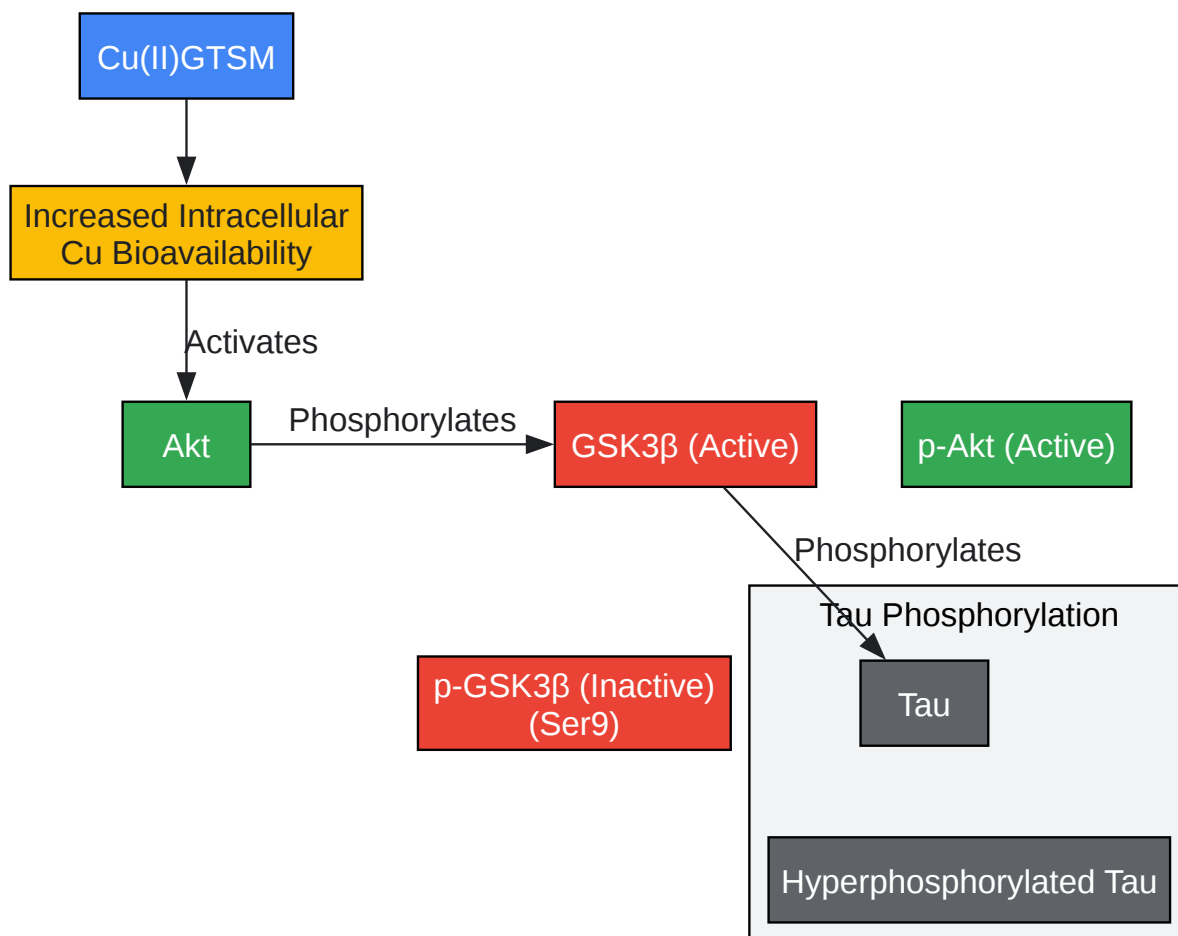 Cu(II)GTSM
Increased Intracellular
Cu Bioavailability
Activates
Akt
Phosphorylates
GSK3β (Active)
p-Akt (Active)
Phosphorylates
Tau Phosphorylation
p-GSK3β (Inactive)
(Ser9)
Tau
Hyperphosphorylated Tau